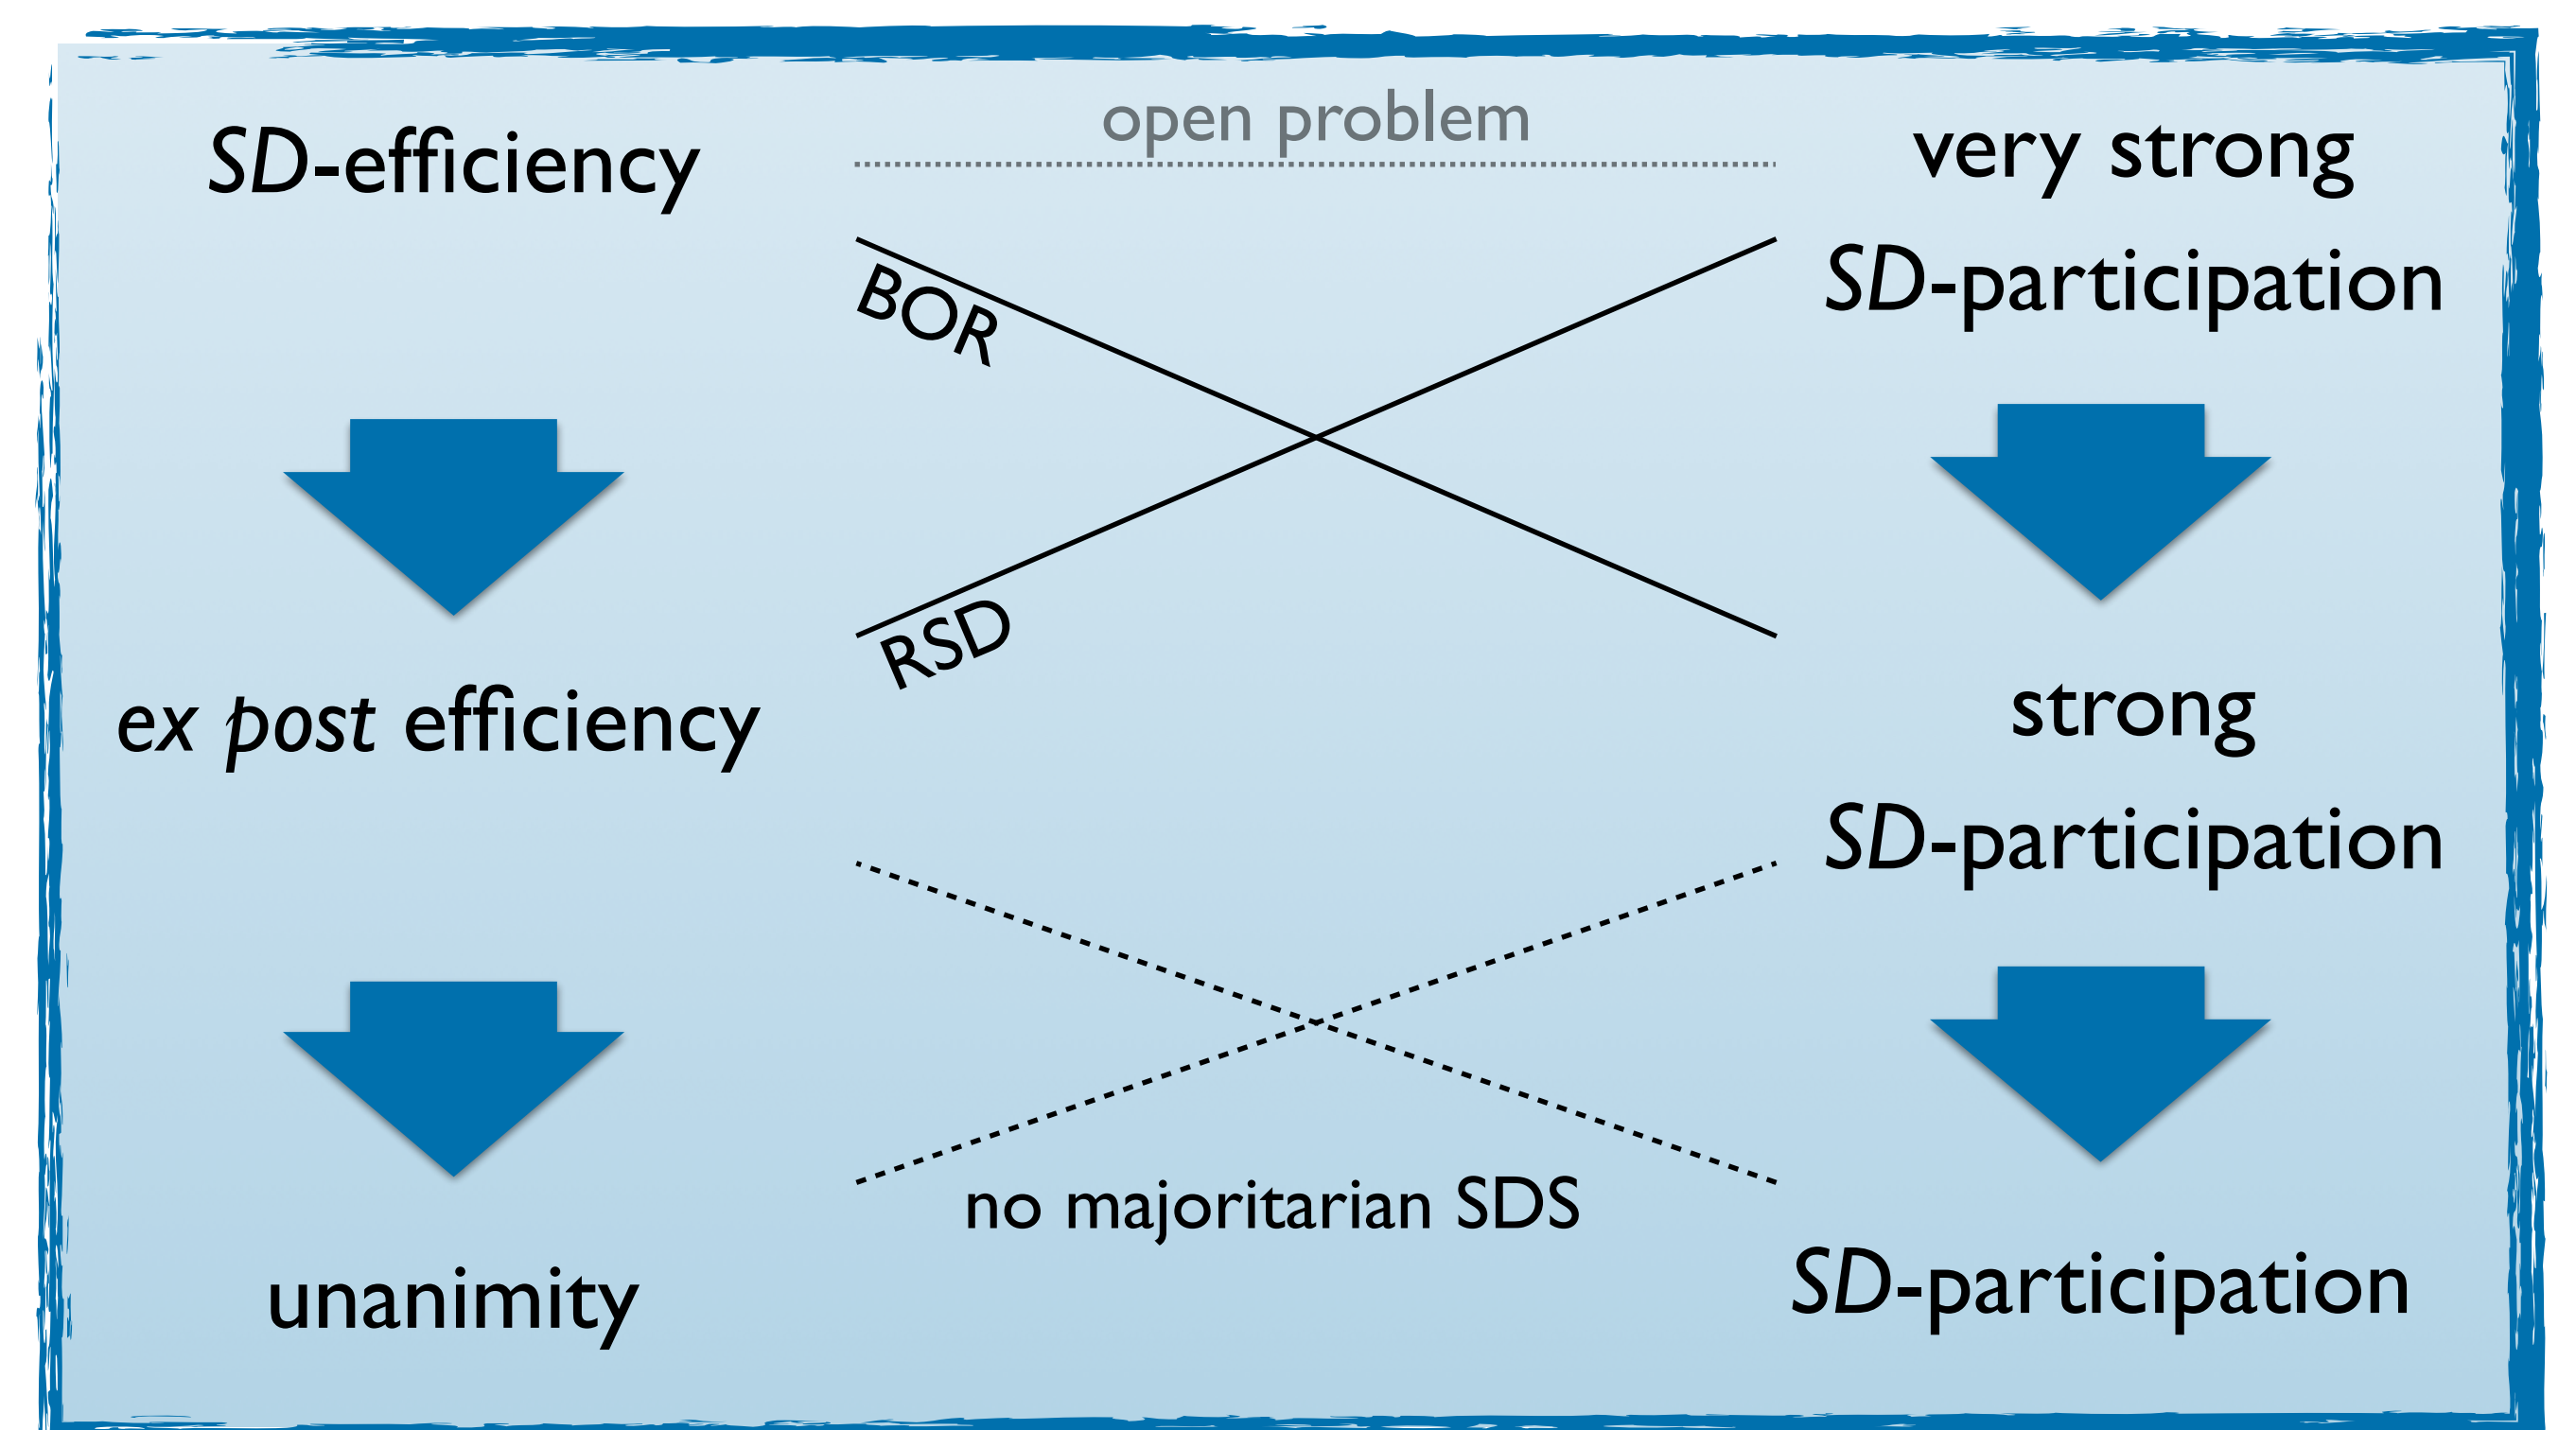 open problem
SD-efficiency
very strong
SD-participation
BOR
RSD
ex post efficiency
strong
SD-participation
no majoritarian SDS
unanimity
SD-participation